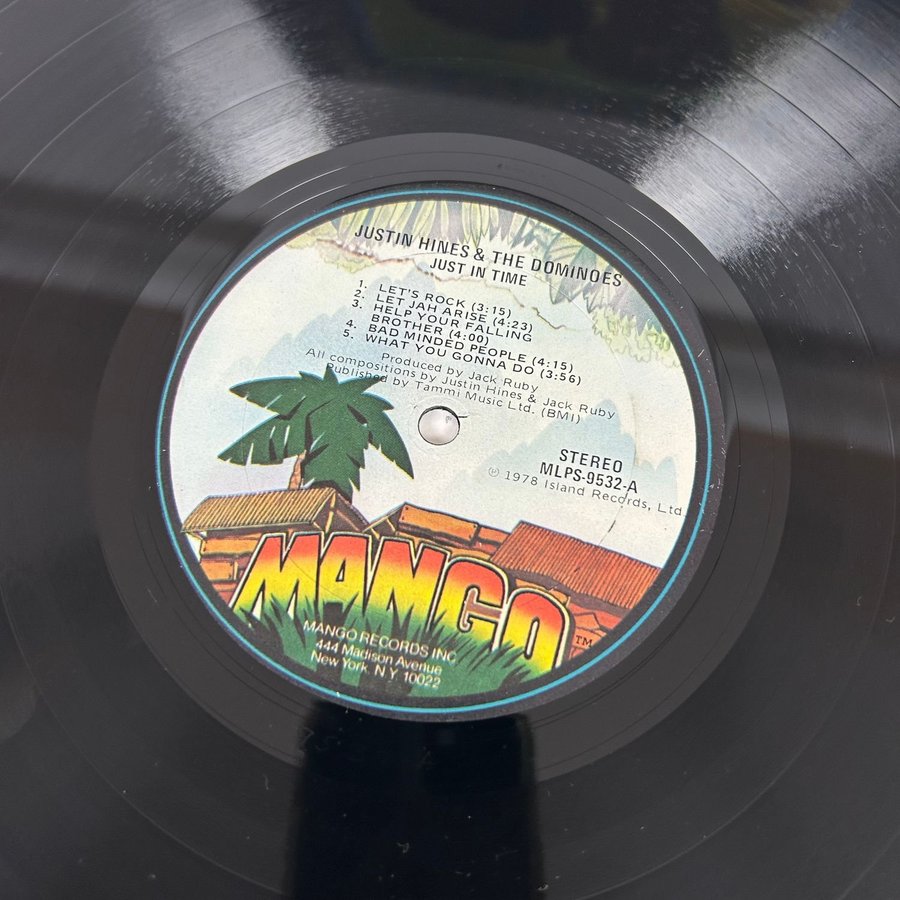 JUSTIN HINES & THE DOMINOES
JUST IN TIME
1. LET'S ROCK (3:15)
2. LET JAH ARISE (4:23)
3. HELP YOUR FALLING
BROTHER (4:00)
4. BAD MINDED PEOPLE (4:15)
5. WHAT YOU GONNA DO (3:56)
Produced by Jack Ruby
All compositions by Justin Hines & Jack Ruby
Published by Tammi Music Ltd. (BMI)
STEREO
MLPS-9532-A
℗ 1978 Island Records, Ltd
MANGO TM
MANGO RECORDS INC
444 Madison Avenue
New York. N.Y. 10022